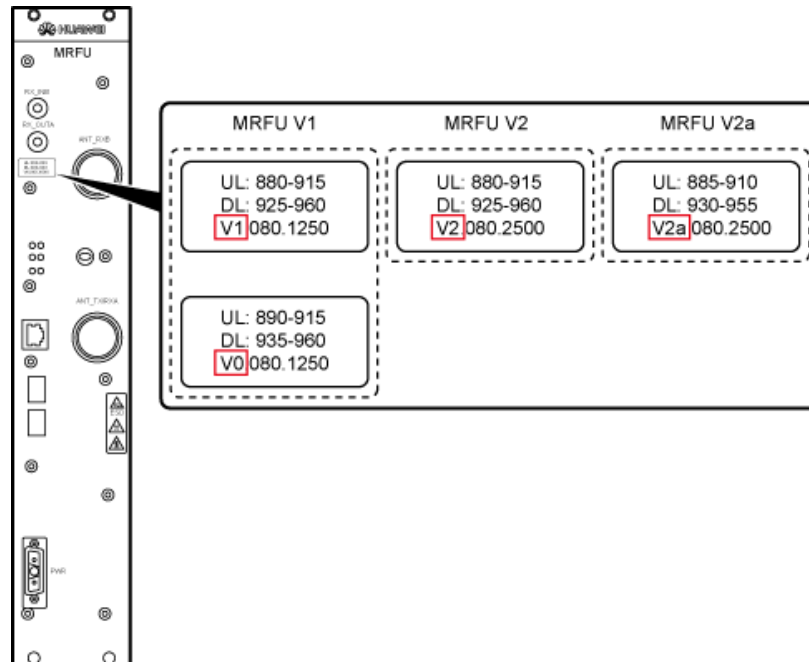 HUAWEI
MRFU
RX_INB
RX_OUTA
ANT_RXB
ANT_TX/RXA
ESD
PWR
MRFU V1
MRFU V2
MRFU V2a
UL: 880-915
DL: 925-960
V1 080.1250
UL: 890-915
DL: 935-960
V0 080.1250
UL: 880-915
DL: 925-960
V2 080.2500
UL: 885-910
DL: 930-955
V2a 080.2500